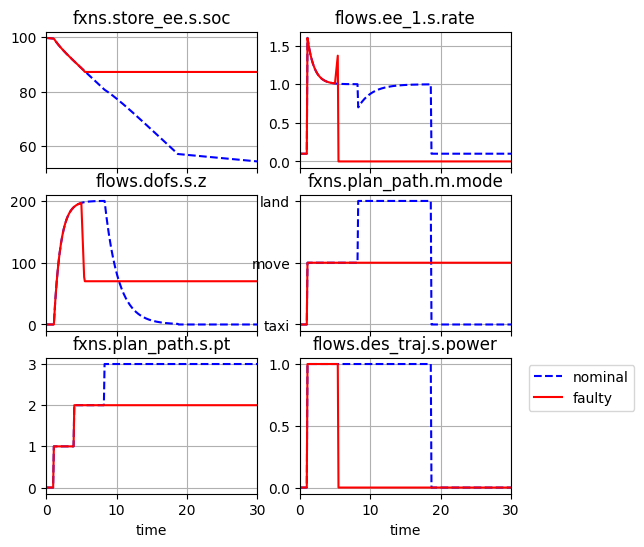 fxns.store_ee.s.soc
100
80
60
flows.ee_1.s.rate
1.5
1.0
0.5
0.0
flows.dofs.s.z
200
100
0
fxns.plan_path.m.mode
land
move
taxi
fxns.plan_path.s.pt
3
2
1
0
0
10
20
30
time
flows.des_traj.s.power
1.0
0.5
0.0
0
10
20
30
time
nominal
faulty